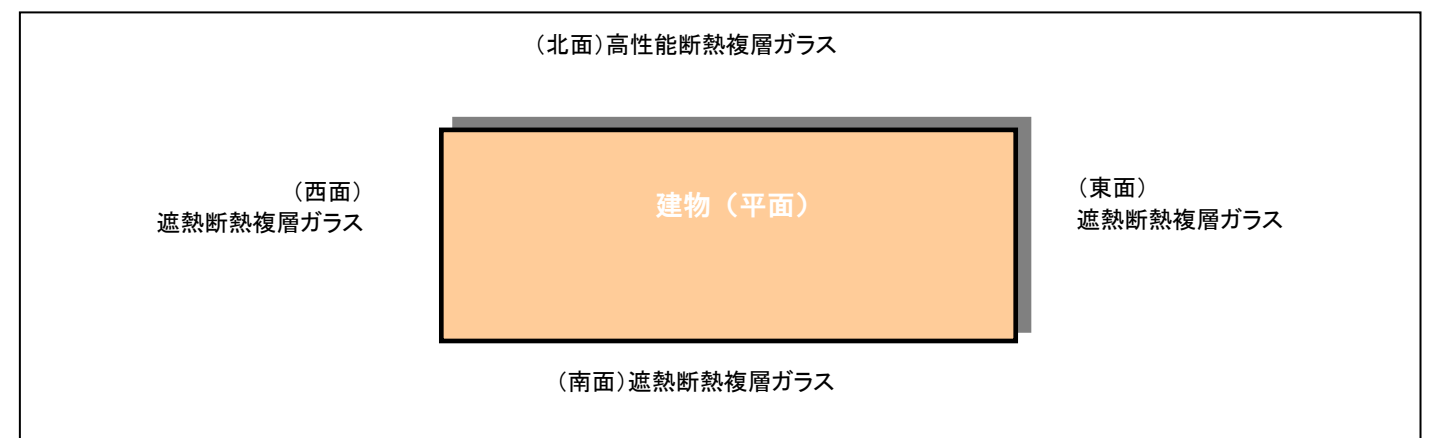 （北面）高性能断熱複層ガラス
（西面）
遮熱断熱複層ガラス
建物（平面）
（東面）
遮熱断熱複層ガラス
（南面）遮熱断熱複層ガラス